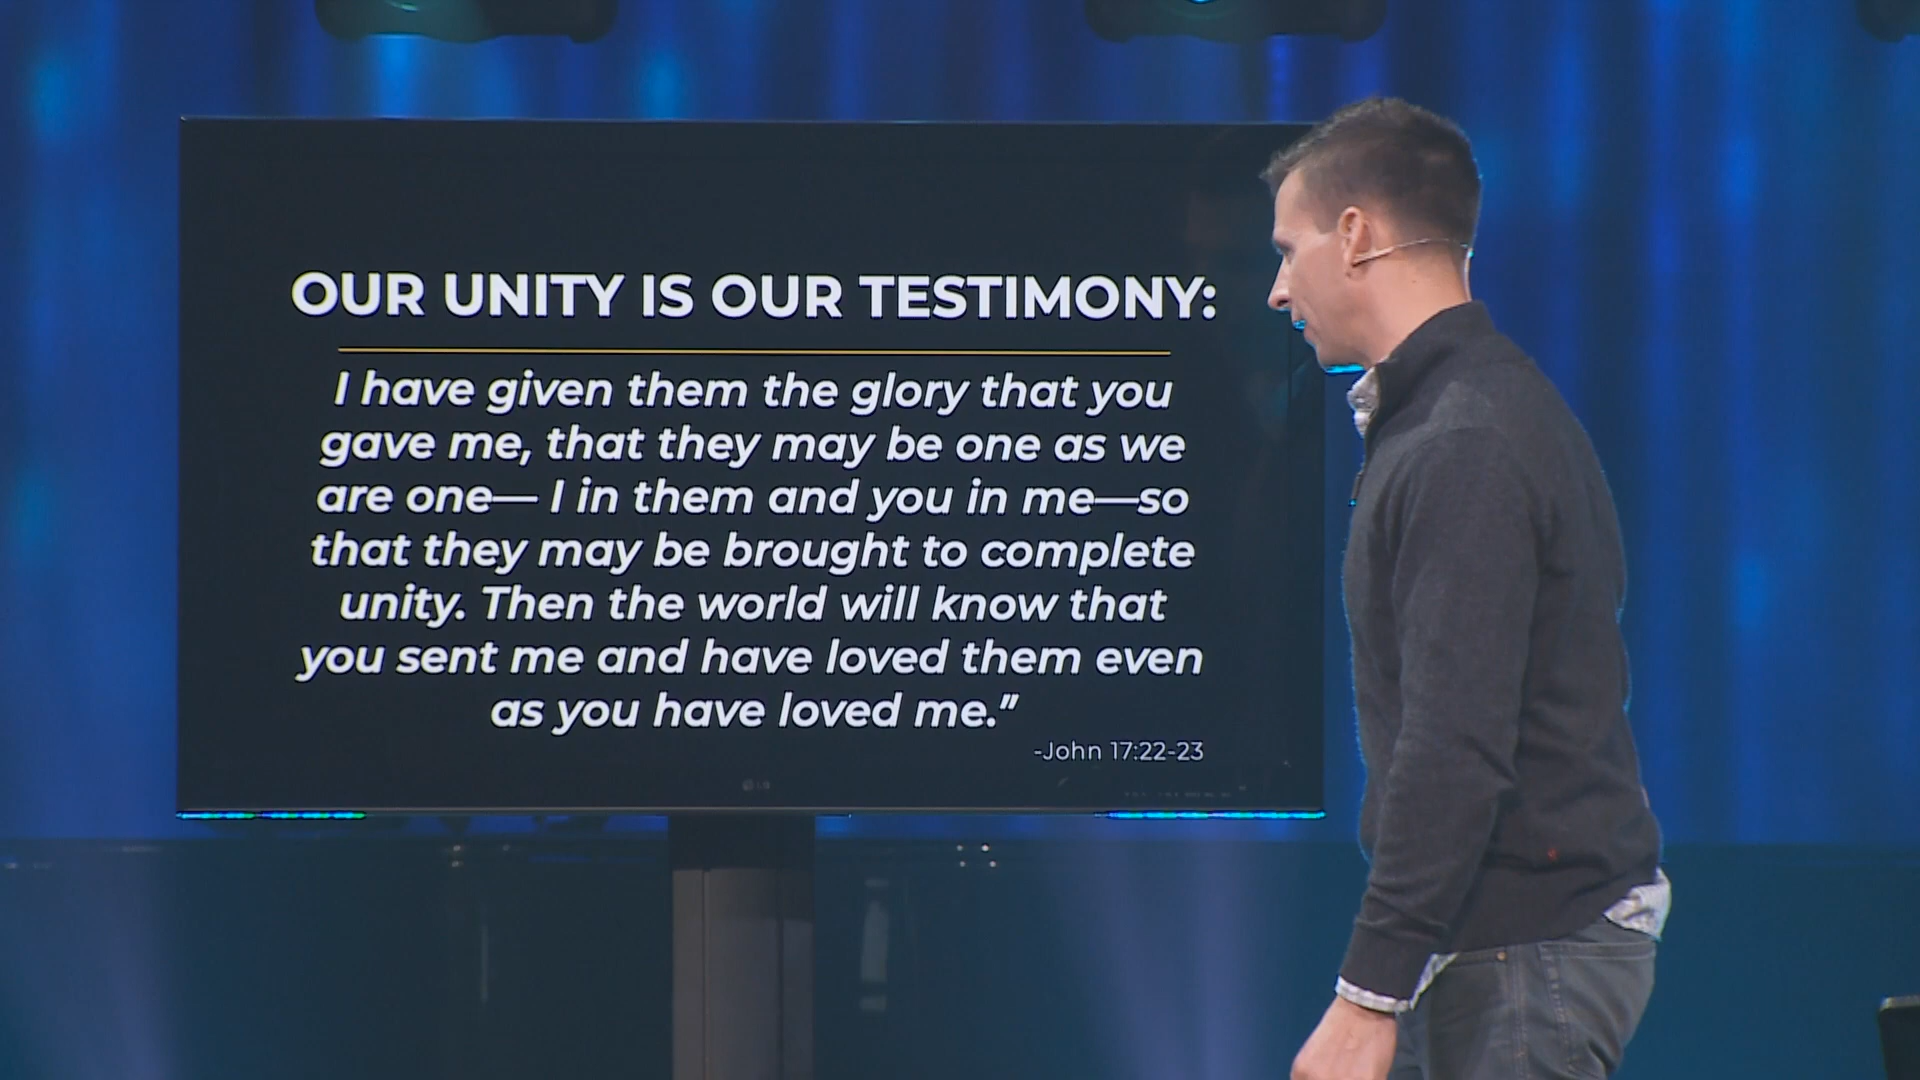 OUR UNITY IS OUR TESTIMONY:
I have given them the glory that you
gave me, that they may be one as we
are one— I in them and you in me—so
that they may be brought to complete
unity. Then the world will know that
you sent me and have loved them even
as you have loved me.”
-John 17:22-23
LG